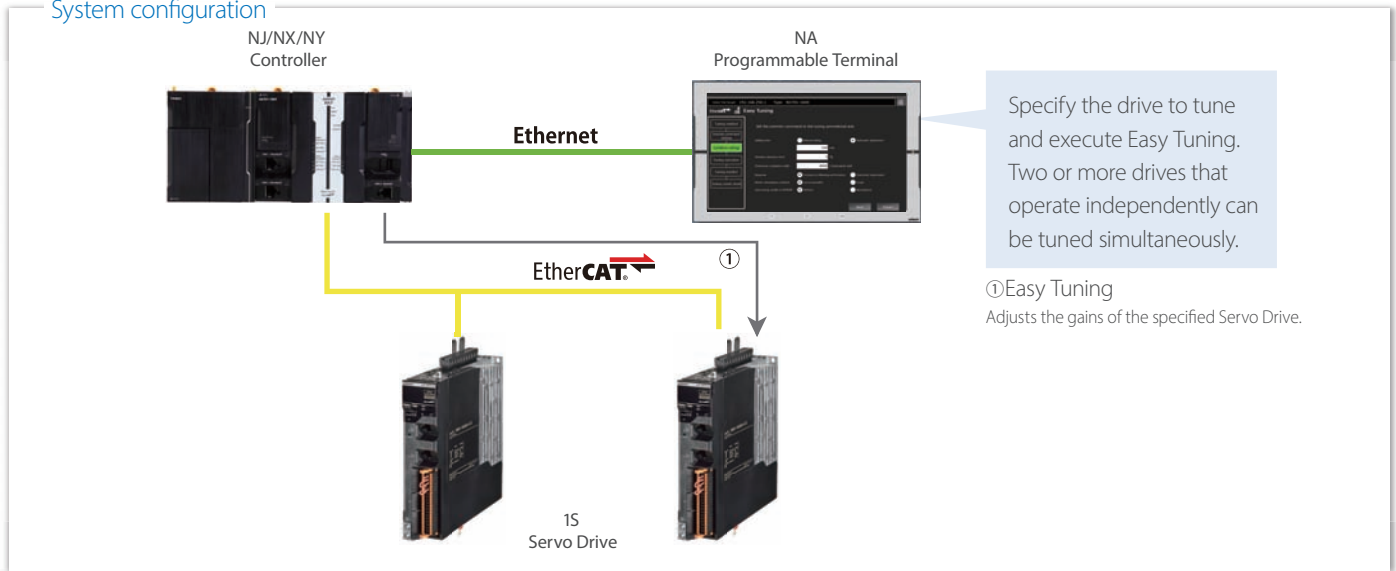 System configuration
NJ/NX/NY
Controller
NA
Programmable Terminal
Ethernet
Easy Tuning
Specify the drive to tune
and execute Easy Tuning.
Two or more drives that
operate independently can
be tuned simultaneously.
EtherCAT®
①
①Easy Tuning
Adjusts the gains of the specified Servo Drive.
1S
Servo Drive